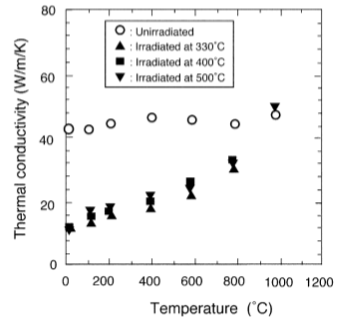 80
60
40
20
0
Thermal conductivity (W/m/K)
○ : Unirradiated
▲ : Irradiated at 330°C
■ : Irradiated at 400°C
▼ : Irradiated at 500°C
0 200 400 600 800 1000 1200
Temperature (°C)